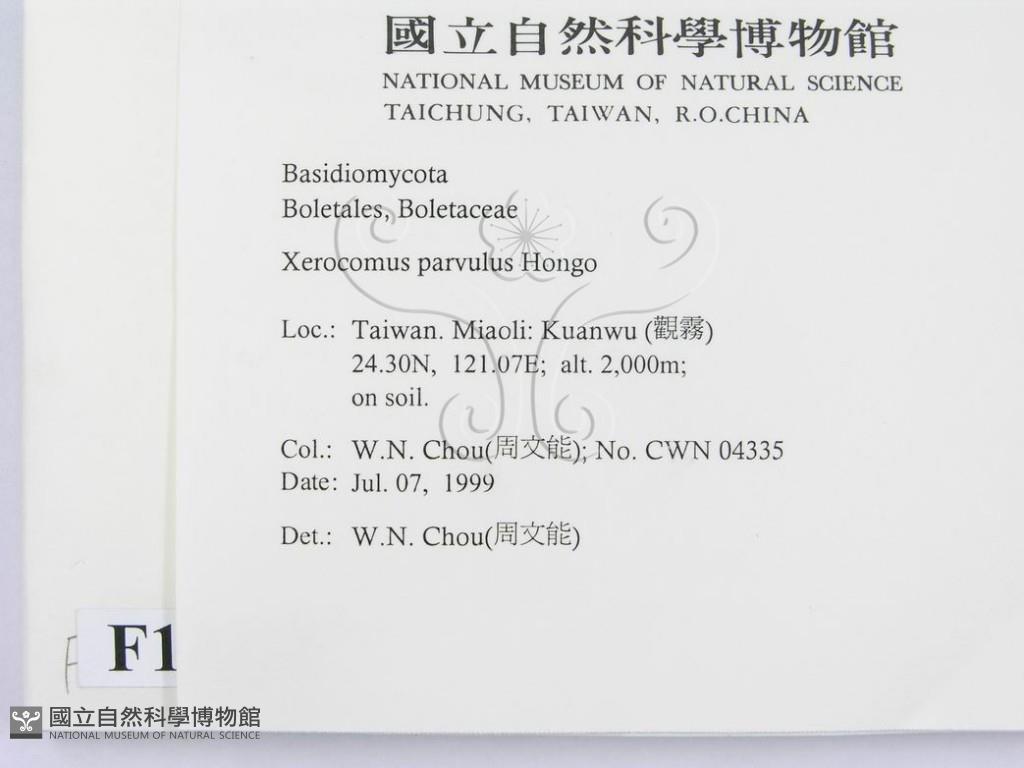 國立自然科學博物館
NATIONAL MUSEUM OF NATURAL SCIENCE
TAICHUNG, TAIWAN, R.O.CHINA
Basidiomycota
Boletales, Boletaceae
Xerocomus parvulus Hongo
Loc.: Taiwan. Miaoli: Kuanwu (觀霧)
24.30N, 121.07E; alt. 2,000m;
on soil.
Col.: W.N. Chou(周文能); No. CWN 04335
Date: Jul. 07, 1999
Det.: W.N. Chou(周文能)
F1
國立自然科學博物館
NATIONAL MUSEUM OF NATURAL SCIENCE